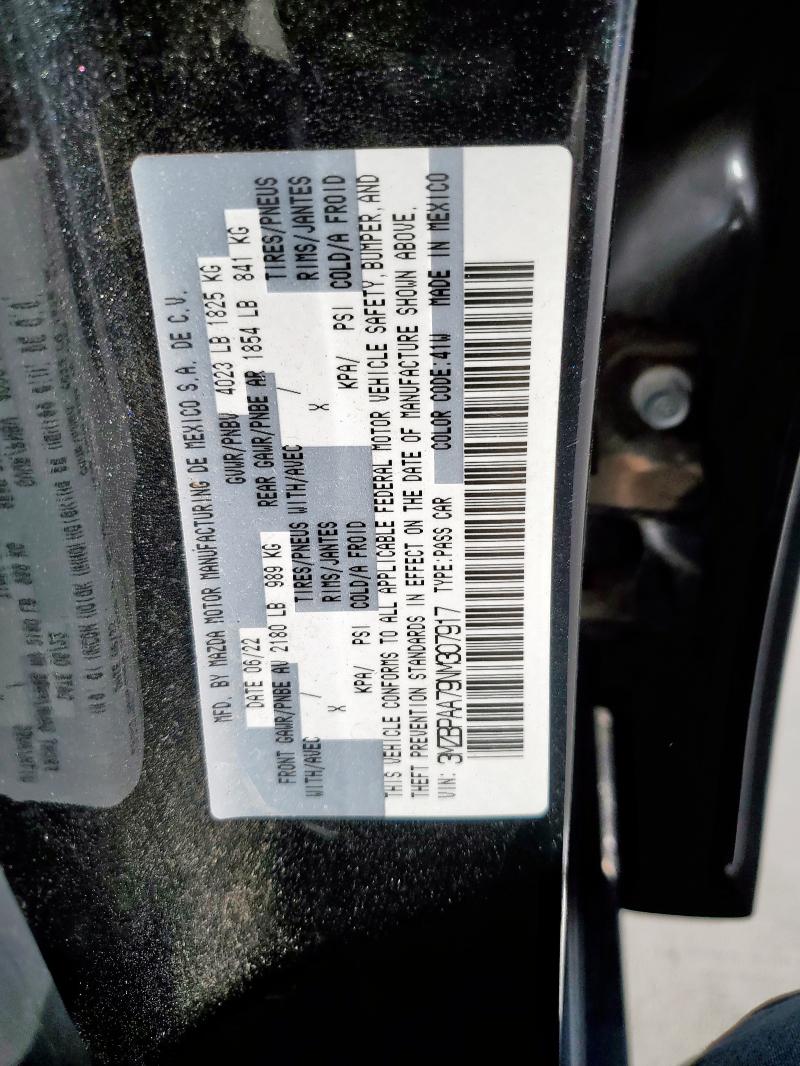 MFD. BY MAZDA MOTOR MANUFACTURING DE MEXICO S.A. DE C.V.
DATE 06/22 GVWR/PNBV 4023 LB 1825 KG
FRONT GAWR/PNBE AV 2180 LB 989 KG REAR GAWR/PNBE AR 1854 LB 841 KG
WITH/AVEC / TIRES/PNEUS WITH/AVEC / TIRES/PNEUS
X RIMS/JANTES X RIMS/JANTES
KPA/ PSI COLD/A FROID KPA/ PSI COLD/A FROID
THIS VEHICLE CONFORMS TO ALL APPLICABLE FEDERAL MOTOR VEHICLE SAFETY, BUMPER, AND
THEFT PREVENTION STANDARDS IN EFFECT ON THE DATE OF MANUFACTURE SHOWN ABOVE.
VIN: 3MZBPAA79NM307917 TYPE:PASS CAR COLOR CODE:41W MADE IN MEXICO